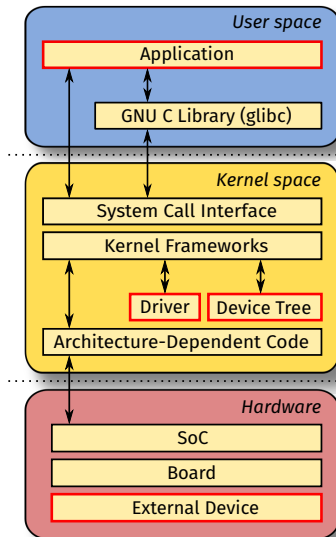 User space
Application
GNU C Library (glibc)
Kernel space
System Call Interface
Kernel Frameworks
Driver
Device Tree
Architecture-Dependent Code
Hardware
SoC
Board
External Device